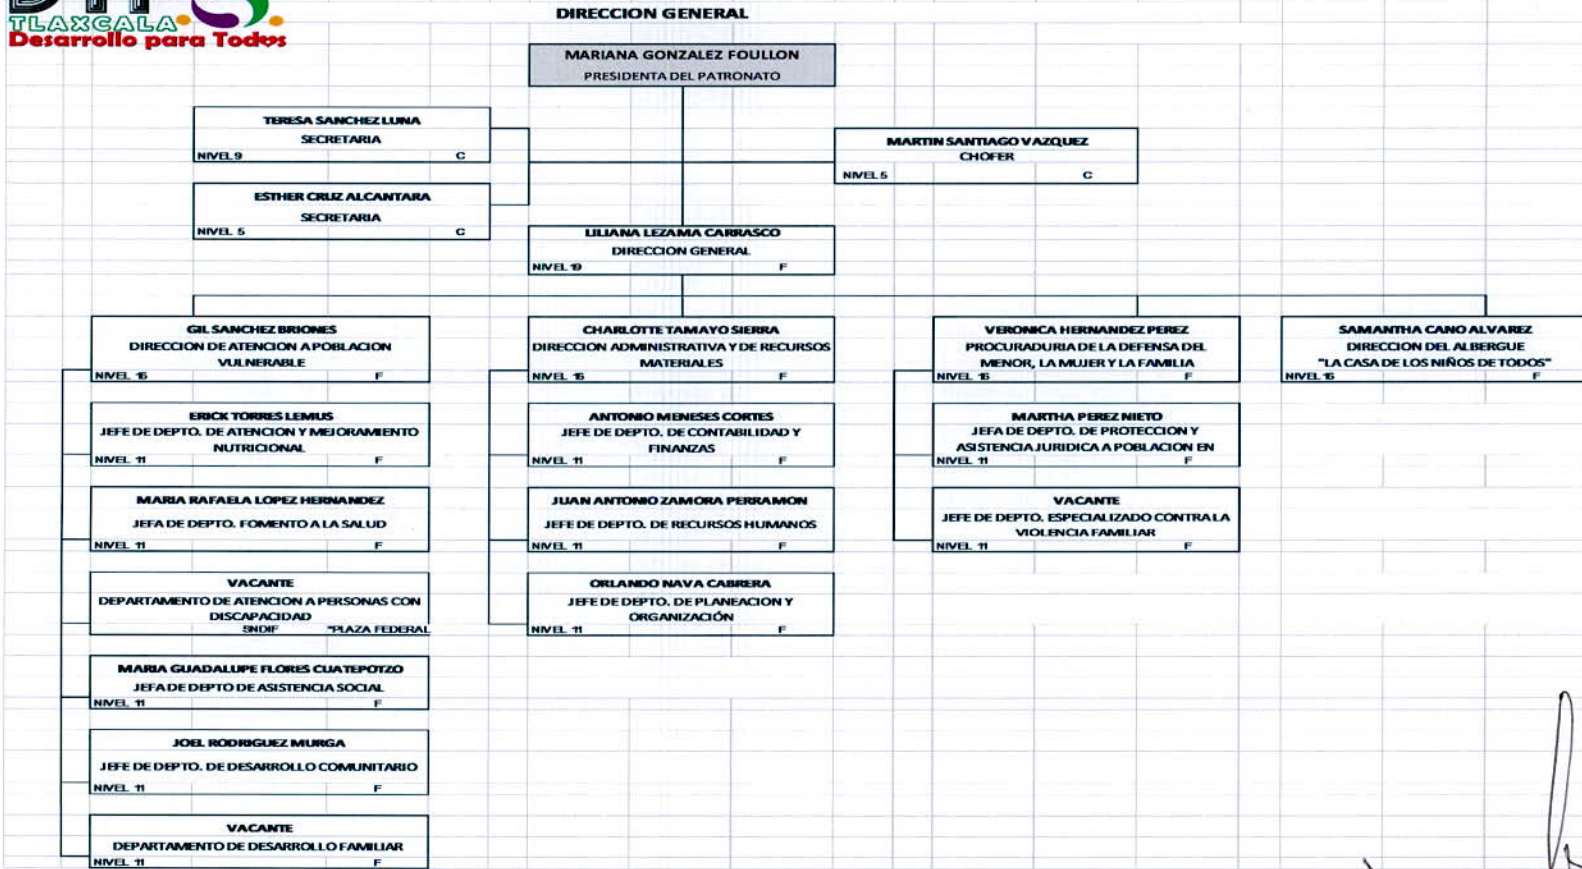 DIF
TLAXCALA
Desarrollo para Todos
DIRECCION GENERAL
MARIANA GONZALEZ FOULLON
PRESIDENTA DEL PATRONATO
TERESA SANCHEZ LUNA
SECRETARIA
NIVEL 9 C
MARTIN SANTIAGO VAZQUEZ
CHOFER
NIVEL 5 C
ESTHER CRUZ ALCANTARA
SECRETARIA
NIVEL 5 C
LILIANA LEZAMA CARRASCO
DIRECCION GENERAL
NIVEL 19 F
GIL SANCHEZ BRIONES
DIRECCION DE ATENCION A POBLACION
VULNERABLE
NIVEL 16 F
ERICK TORRES LEMUS
JEFE DE DEPTO. DE ATENCION Y MEJORAMIENTO
NUTRICIONAL
NIVEL 11 F
MARIA RAFAELA LOPEZ HERNANDEZ
JEFA DE DEPTO. FOMENTO A LA SALUD
NIVEL 11 F
VACANTE
DEPARTAMENTO DE ATENCION A PERSONAS CON
DISCAPACIDAD
SNDIF "PLAZA FEDERAL
MARIA GUADALUPE FLORES CUATEPOTZO
JEFA DE DEPTO DE ASISTENCIA SOCIAL
NIVEL 11 F
JOEL RODRIGUEZ MURGA
JEFE DE DEPTO. DE DESARROLLO COMUNITARIO
NIVEL 11 F
VACANTE
DEPARTAMENTO DE DESARROLLO FAMILIAR
NIVEL 11 F
CHARLOTTE TAMAYO SIERRA
DIRECCION ADMINISTRATIVA Y DE RECURSOS
MATERIALES
NIVEL 16 F
ANTONIO MENESES CORTES
JEFE DE DEPTO. DE CONTABILIDAD Y
FINANZAS
NIVEL 11 F
JUAN ANTONIO ZAMORA PERRAMON
JEFE DE DEPTO. DE RECURSOS HUMANOS
NIVEL 11 F
ORLANDO NAVA CABRERA
JEFE DE DEPTO. DE PLANEACION Y
ORGANIZACIÓN
NIVEL 11 F
VERONICA HERNANDEZ PEREZ
PROCURADURIA DE LA DEFENSA DEL
MENOR, LA MUJER Y LA FAMILIA
NIVEL 16 F
MARTHA PEREZ NIETO
JEFA DE DEPTO. DE PROTECCION Y
ASISTENCIA JURIDICA A POBLACION EN
NIVEL 11 F
VACANTE
JEFE DE DEPTO. ESPECIALIZADO CONTRA LA
VIOLENCIA FAMILIAR
NIVEL 11 F
SAMANTHA CANO ALVAREZ
DIRECCION DEL ALBERGUE
"LA CASA DE LOS NIÑOS DE TODOS"
NIVEL 16 F